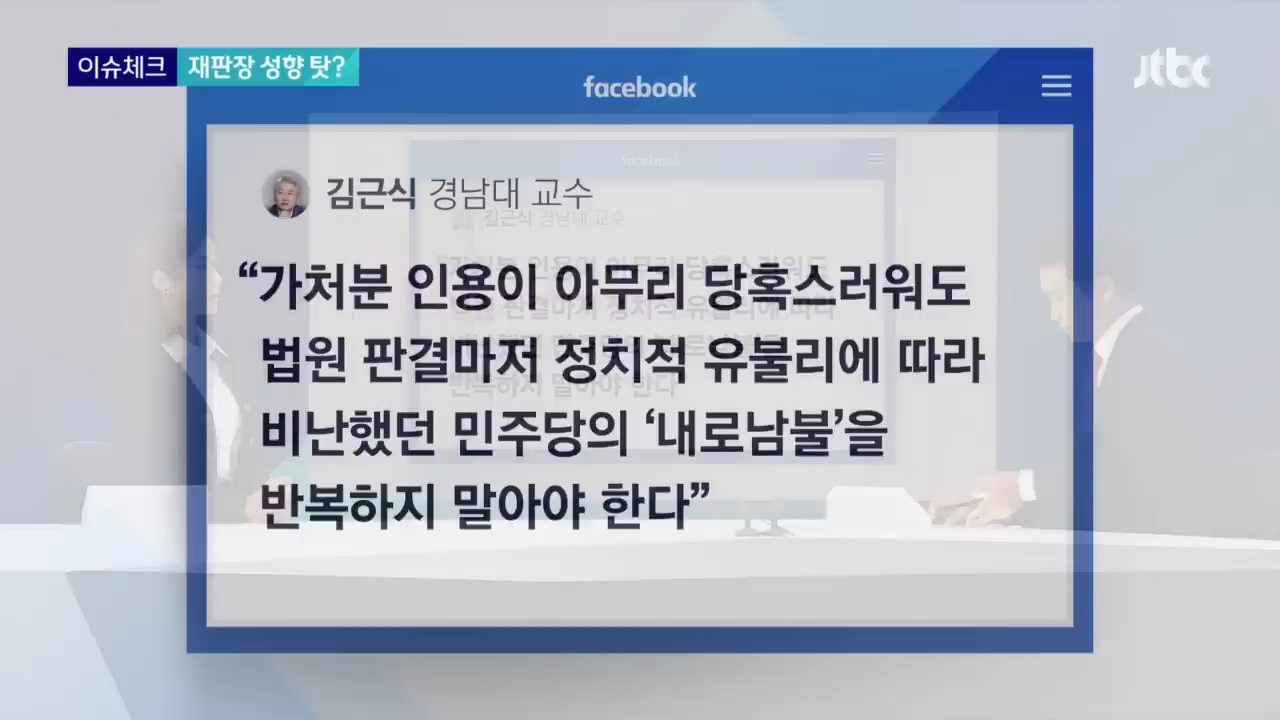 이슈체크 재판장 성향 탓?
jtbc
facebook
김근식 경남대 교수
“가처분 인용이 아무리 당혹스러워도
법원 판결마저 정치적 유불리에 따라
비난했던 민주당의 ‘내로남불’을
반복하지 말아야 한다”